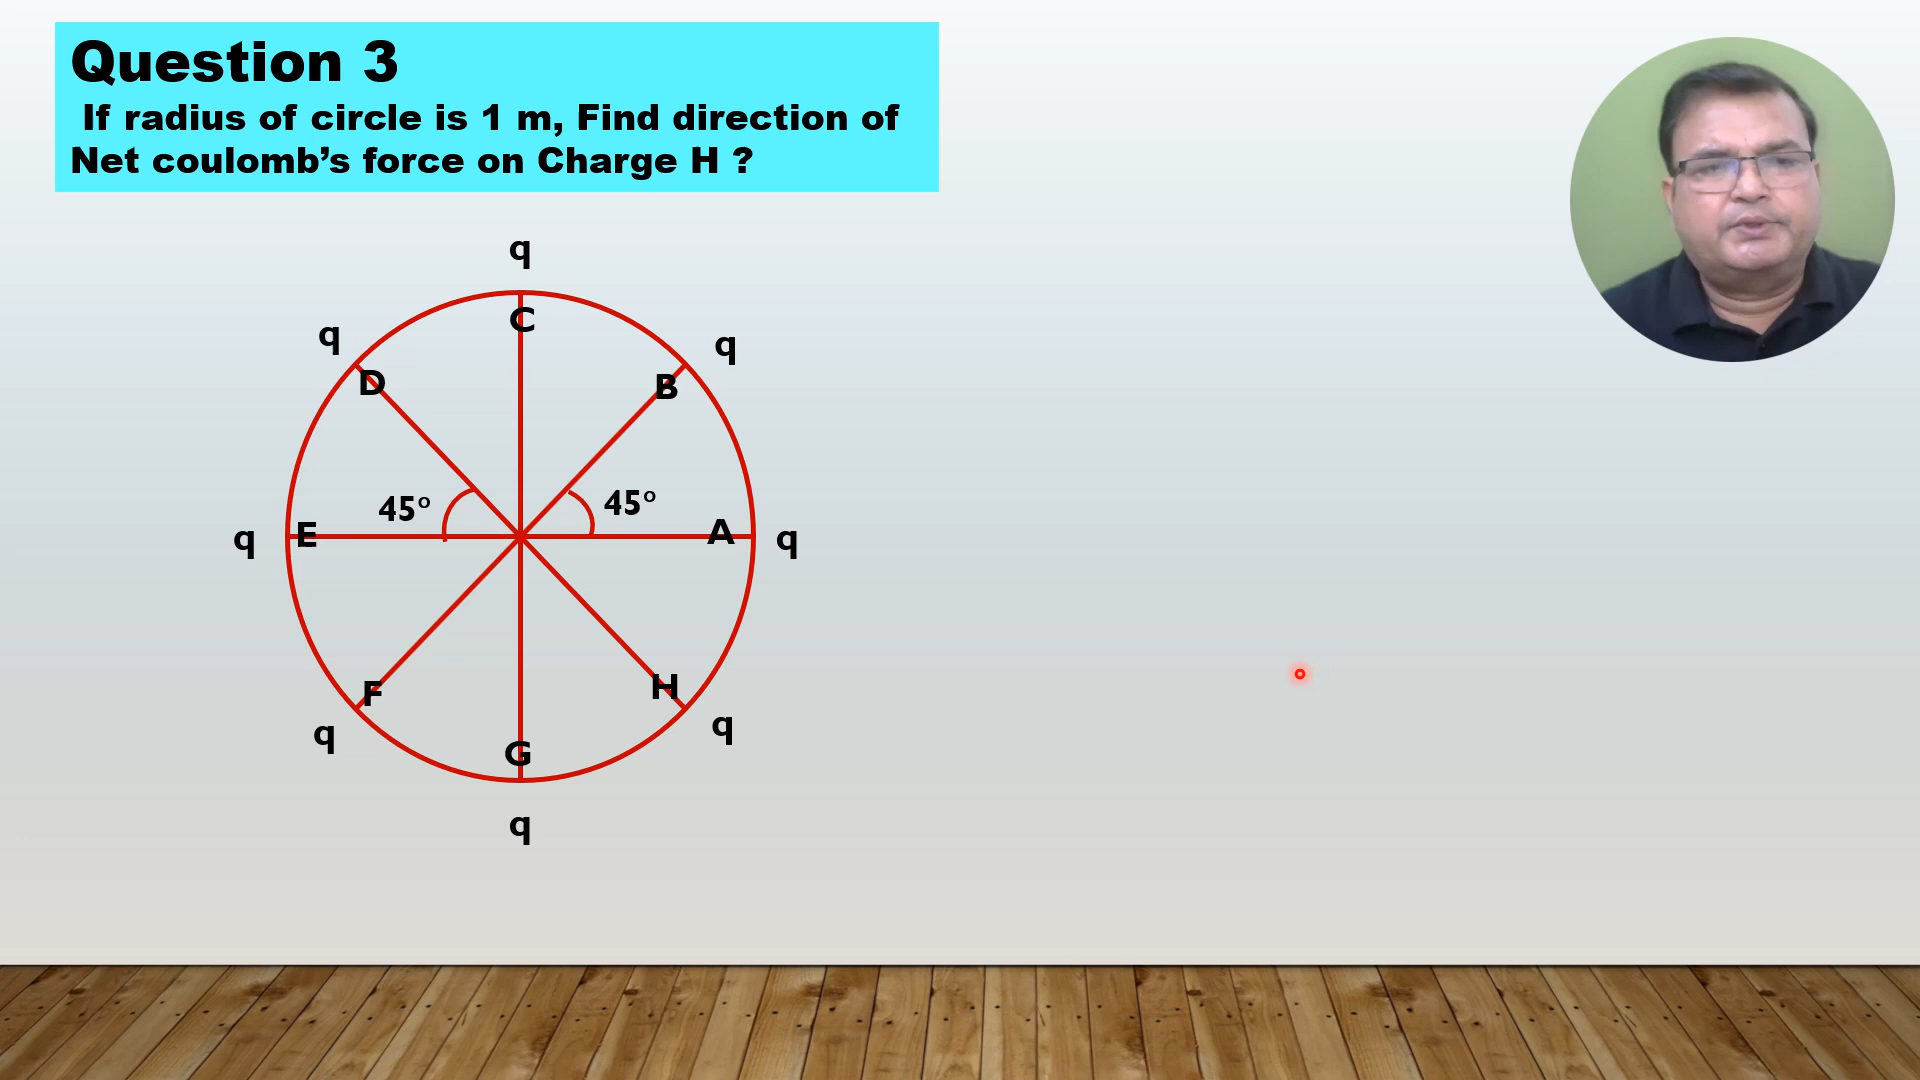 Question 3
If radius of circle is 1 m, Find direction of
Net coulomb's force on Charge H ?
q
C
q
q
D
B
45°
45°
q
E
A
q
F
H
q
q
G
q